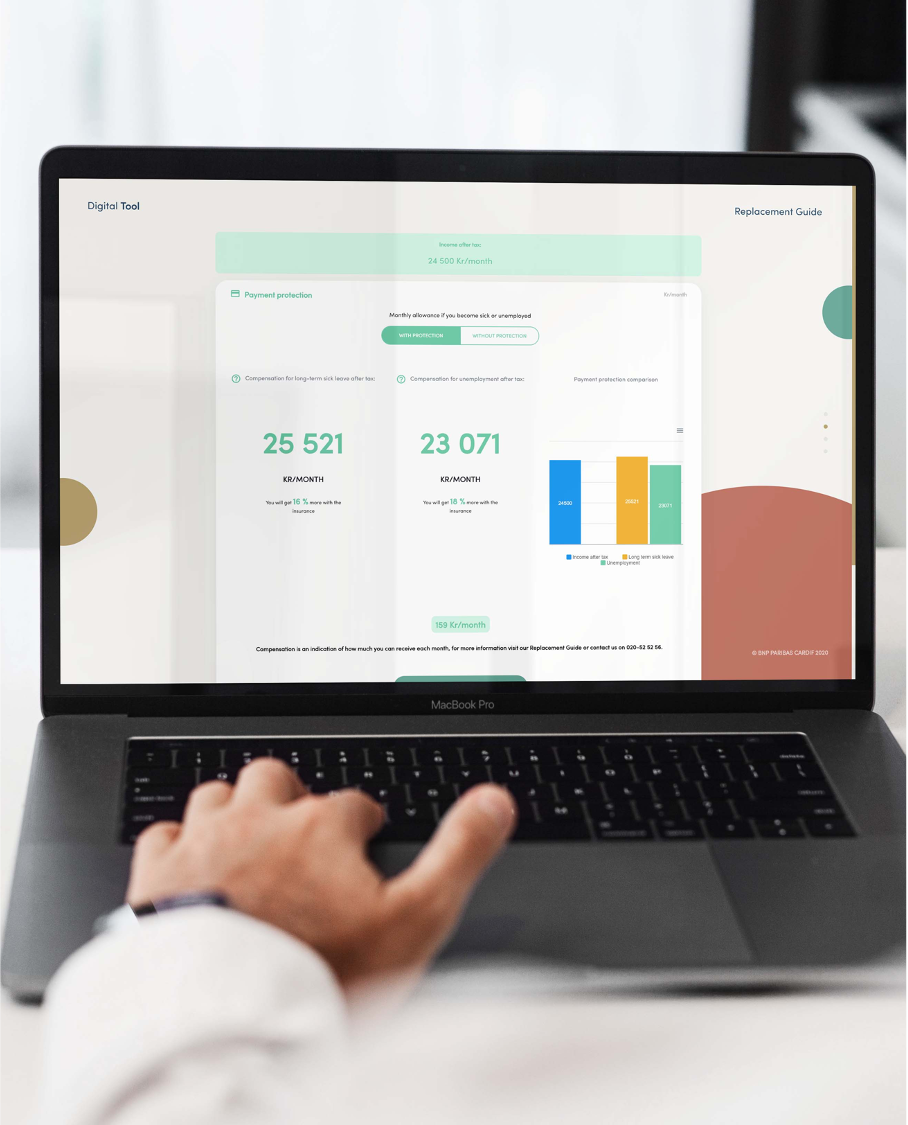 Digital Tool
Replacement Guide
Income after tax:
24 500 Kr/month
Payment protection
Kr/month
Monthly allowance if you become sick or unemployed
WITH PROTECTION
WITHOUT PROTECTION
Compensation for long-term sick leave after tax:
Compensation for unemployment after tax:
Payment protection comparison
25 521
23 071
KR/MONTH
KR/MONTH
You will get 16 % more with the
insurance
You will get 18 % more with the
insurance
24500
25521
23071
Income after tax
Long term sick leave
Unemployment
159 Kr/month
Compensation is an indication of how much you can receive each month, for more information visit our Replacement Guide or contact us on 020-52 52 56.
© BNP PARIBAS CARDIF 2020
MacBook Pro
delete